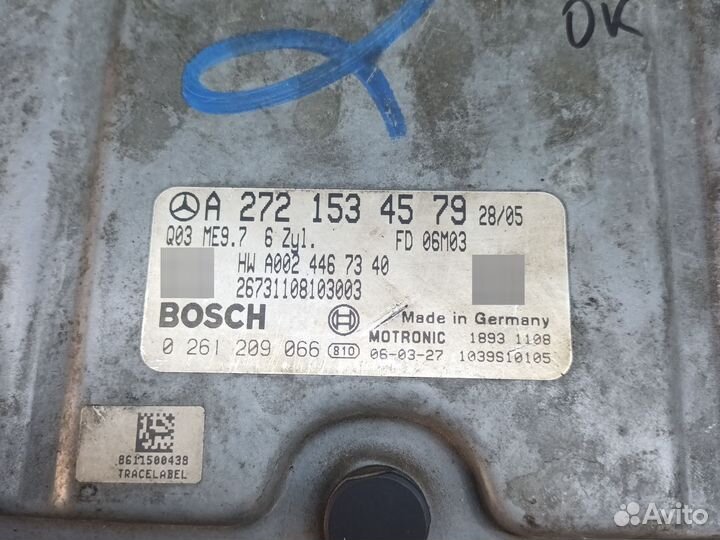 OK
A 272 153 45 79 28/05
Q03 ME9.7 6 Zyl. FD 06M03
HW A002 446 73 40
26731108103003
BOSCH Made in Germany
MOTRONIC 1893 1108
0 261 209 066 810 06-03-27 1039S10105
8611500438
TRACELABEL
Avito